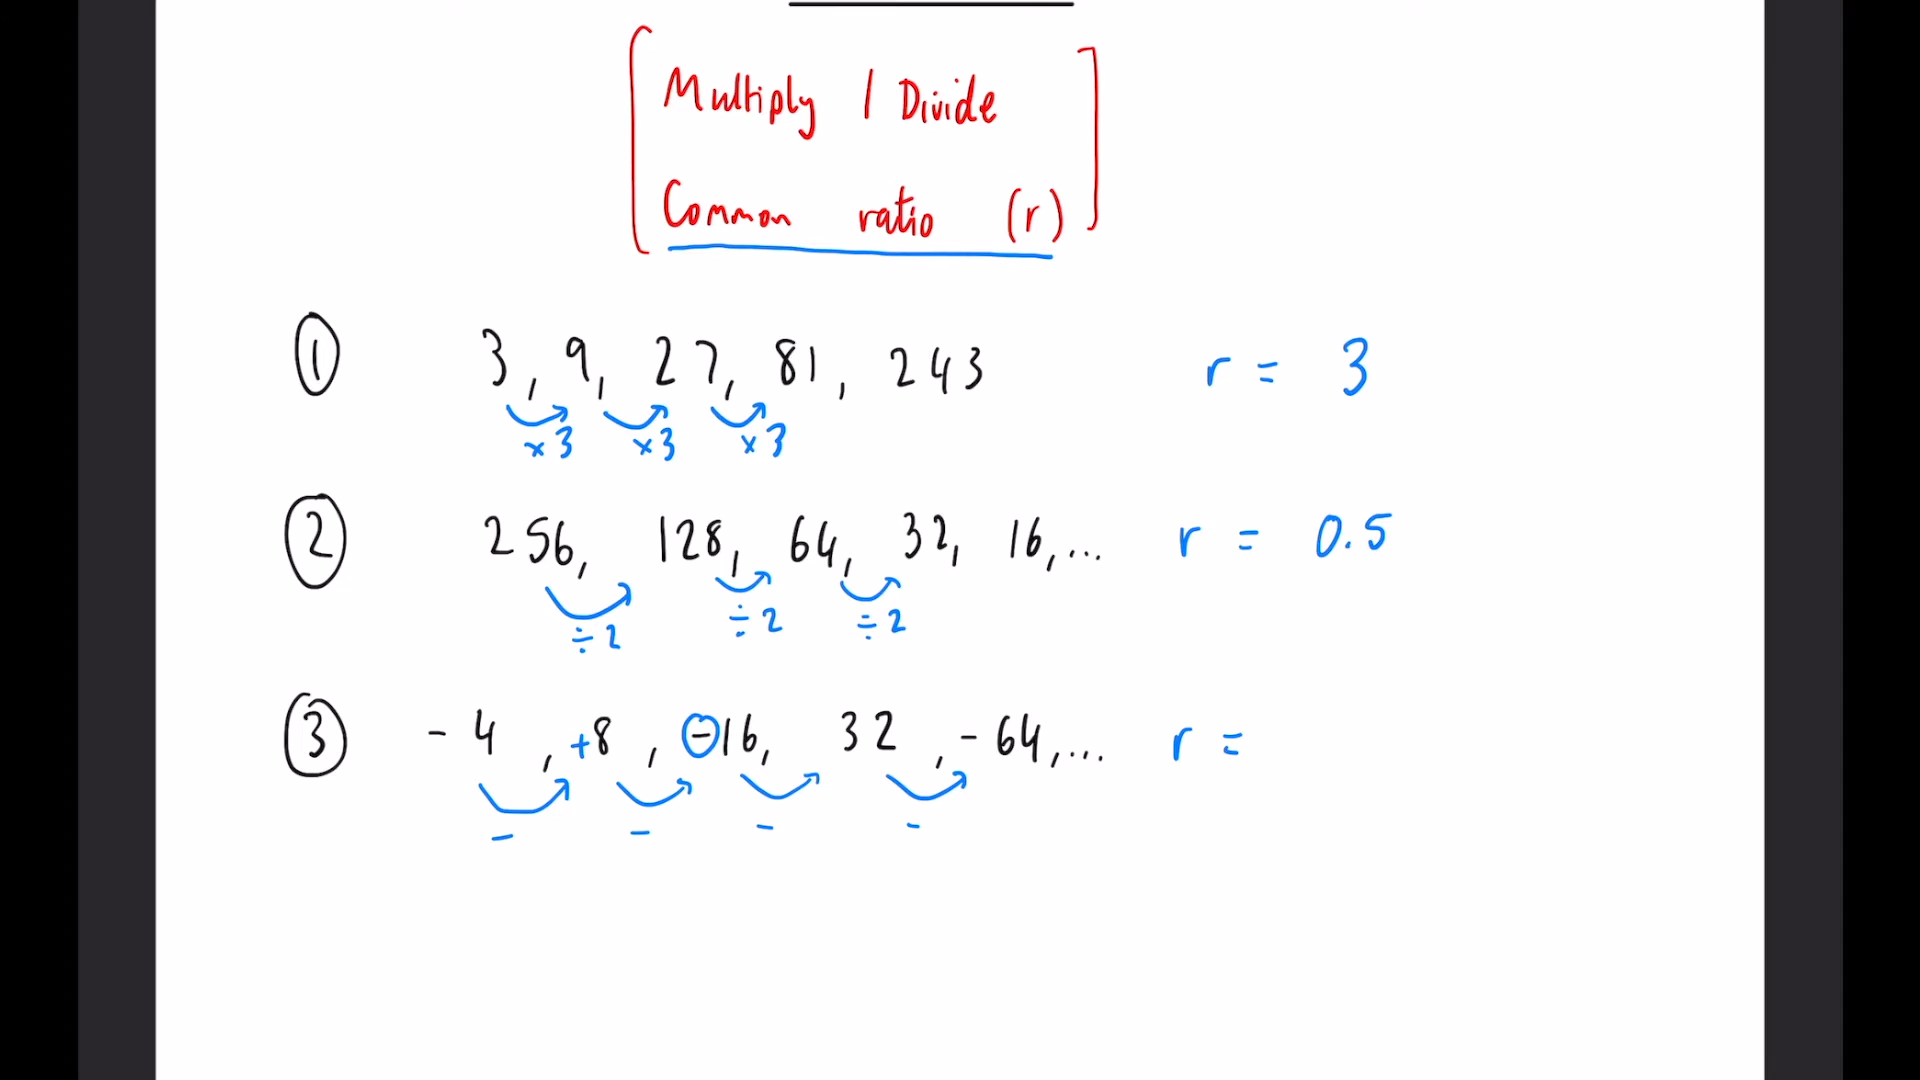 Multiply / Divide
Common ratio (r)
① 3, 9, 27, 81, 243 r = 3
×3 ×3 ×3
② 256, 128, 64, 32, 16,... r = 0.5
÷2 ÷2 ÷2
③ -4, +8, -16, 32, -64,... r =
- - - -